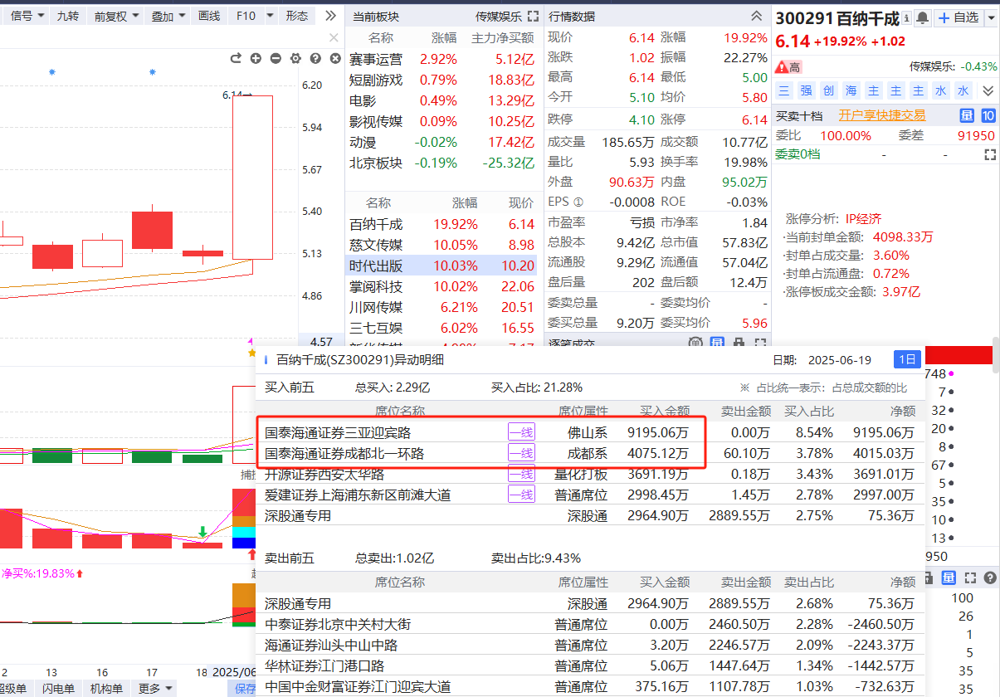 信号 九转 前复权 叠加 画线 F10 形态
6.14
6.20
5.94
5.67
5.40
5.13
4.86
4.57
净买%:19.83%
12 13 16 17 18 2025/06
超级单 闪电单 机构单 更多 保存
当前板块 传媒娱乐
名称 涨幅 主力净买额
赛事运营 2.92% 5.12亿
短剧游戏 0.79% 18.83亿
电影 0.49% 13.29亿
影视传媒 0.09% 10.25亿
动漫 -0.02% 17.42亿
北京板块 -0.19% -25.32亿
名称 涨幅 现价
百纳千成 19.92% 6.14
慈文传媒 10.05% 8.98
时代出版 10.03% 10.20
掌阅科技 10.02% 22.06
川网传媒 6.21% 20.51
三七互娱 6.02% 16.55
行情数据
现价 6.14 涨幅 19.92%
涨跌 1.02 振幅 22.27%
最高 6.14 最低 5.00
今开 5.10 均价 5.80
跌停 4.10 涨停 6.14
成交量 185.65万 成交额 10.77亿
量比 5.93 换手率 19.98%
外盘 90.63万 内盘 95.02万
EPS ① -0.0008 ROE -0.03%
市盈率 亏损 市净率 1.84
总股本 9.42亿 总市值 57.83亿
流通股 9.29亿 流通值 57.04亿
盘后量 202 盘后额 12.4万
委卖总量 - 委卖均价 -
委买总量 9.20万 委买均价 5.96
逐笔成交
300291 百纳千成 自选
6.14 +19.92% +1.02
高 传媒娱乐: -0.43%
三 强 创 海 主 主 主 水 水
买卖十档 开户享快捷交易 量 10
委比 100.00% 委差 91950
委卖0档 - -
涨停分析: IP经济
·当前封单金额: 4098.33万
·封单占成交量: 3.60%
·封单占流通盘: 0.72%
·涨停板成交金额: 3.97亿
百纳千成(SZ300291)异动明细 日期: 2025-06-19 1日
买入前五 总买入: 2.29亿 买入占比: 21.28% ※ 占比统一表示: 占总成交额的比
席位名称 席位属性 买入金额 卖出金额 买入占比 净额
国泰海通证券三亚迎宾路 一线 佛山系 9195.06万 0.00万 8.54% 9195.06万
国泰海通证券成都北一环路 一线 成都系 4075.12万 60.10万 3.78% 4015.03万
开源证券西安太华路 一线 量化打板 3691.19万 0.18万 3.43% 3691.01万
爱建证券上海浦东新区前滩大道 一线 普通席位 2998.45万 1.45万 2.78% 2997.00万
深股通专用 深股通 2964.90万 2889.55万 2.75% 75.36万
卖出前五 总卖出:1.02亿 卖出占比:9.43%
席位名称 席位属性 买入金额 卖出金额 卖出占比 净额
深股通专用 深股通 2964.90万 2889.55万 2.68% 75.36万
中泰证券北京中关村大街 普通席位 0.00万 2460.50万 2.28% -2460.50万
海通证券汕头中山中路 普通席位 3.20万 2246.57万 2.09% -2243.37万
华林证券江门港口路 普通席位 5.06万 1447.64万 1.34% -1442.57万
中国中金财富证券江门迎宾大道 普通席位 375.16万 1107.78万 1.03% -732.63万
748
7
32
20
8
67
5
35
10
13
950
量
100
26
1
5
35
35